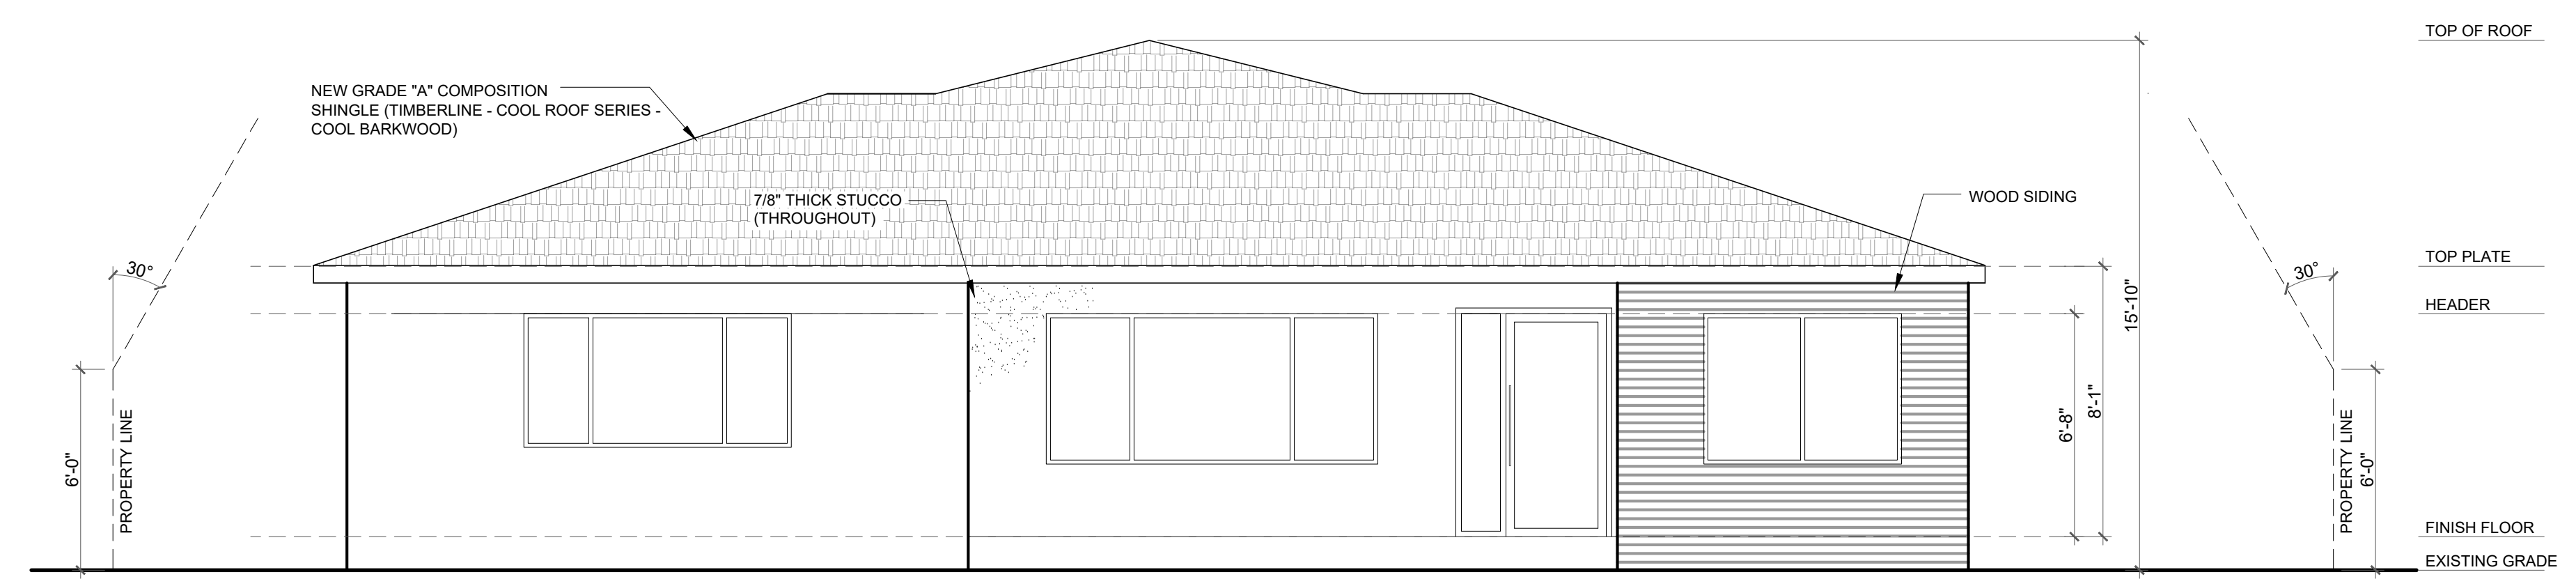 TOP OF ROOF
NEW GRADE "A" COMPOSITION
SHINGLE (TIMBERLINE - COOL ROOF SERIES -
COOL BARKWOOD)
7/8" THICK STUCCO
(THROUGHOUT)
WOOD SIDING
TOP PLATE
30°
30°
HEADER
15'-10"
8'-1"
6'-8"
6'-0"
PROPERTY LINE
PROPERTY LINE
6'-0"
FINISH FLOOR
EXISTING GRADE